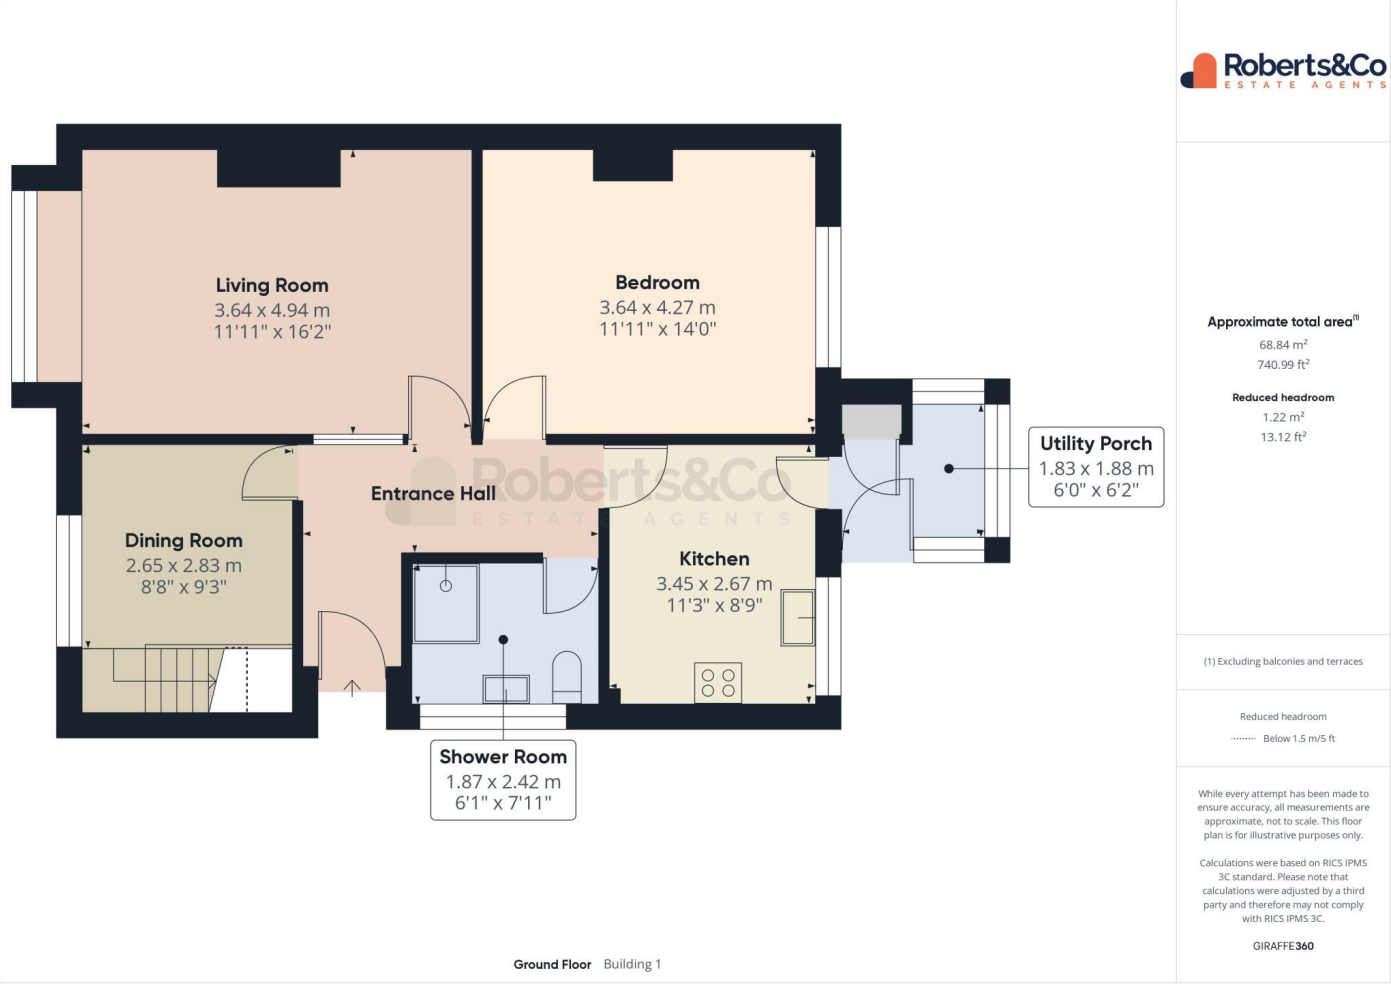 Living Room
3.64 x 4.94 m
11'11" x 16'2"
Bedroom
3.64 x 4.27 m
11'11" x 14'0"
Utility Porch
1.83 x 1.88 m
6'0" x 6'2"
Roberts&Co
ESTATE AGENTS
Entrance Hall
Dining Room
2.65 x 2.83 m
8'8" x 9'3"
Kitchen
3.45 x 2.67 m
11'3" x 8'9"
Shower Room
1.87 x 2.42 m
6'1" x 7'11"
Ground Floor Building 1
Roberts&Co
ESTATE AGENTS
Approximate total area⁽¹⁾
68.84 m²
740.99 ft²
Reduced headroom
1.22 m²
13.12 ft²
(1) Excluding balconies and terraces
Reduced headroom
Below 1.5 m/5 ft
While every attempt has been made to
ensure accuracy, all measurements are
approximate, not to scale. This floor
plan is for illustrative purposes only.
Calculations were based on RICS IPMS
3C standard. Please note that
calculations were adjusted by a third
party and therefore may not comply
with RICS IPMS 3C.
GIRAFFE360